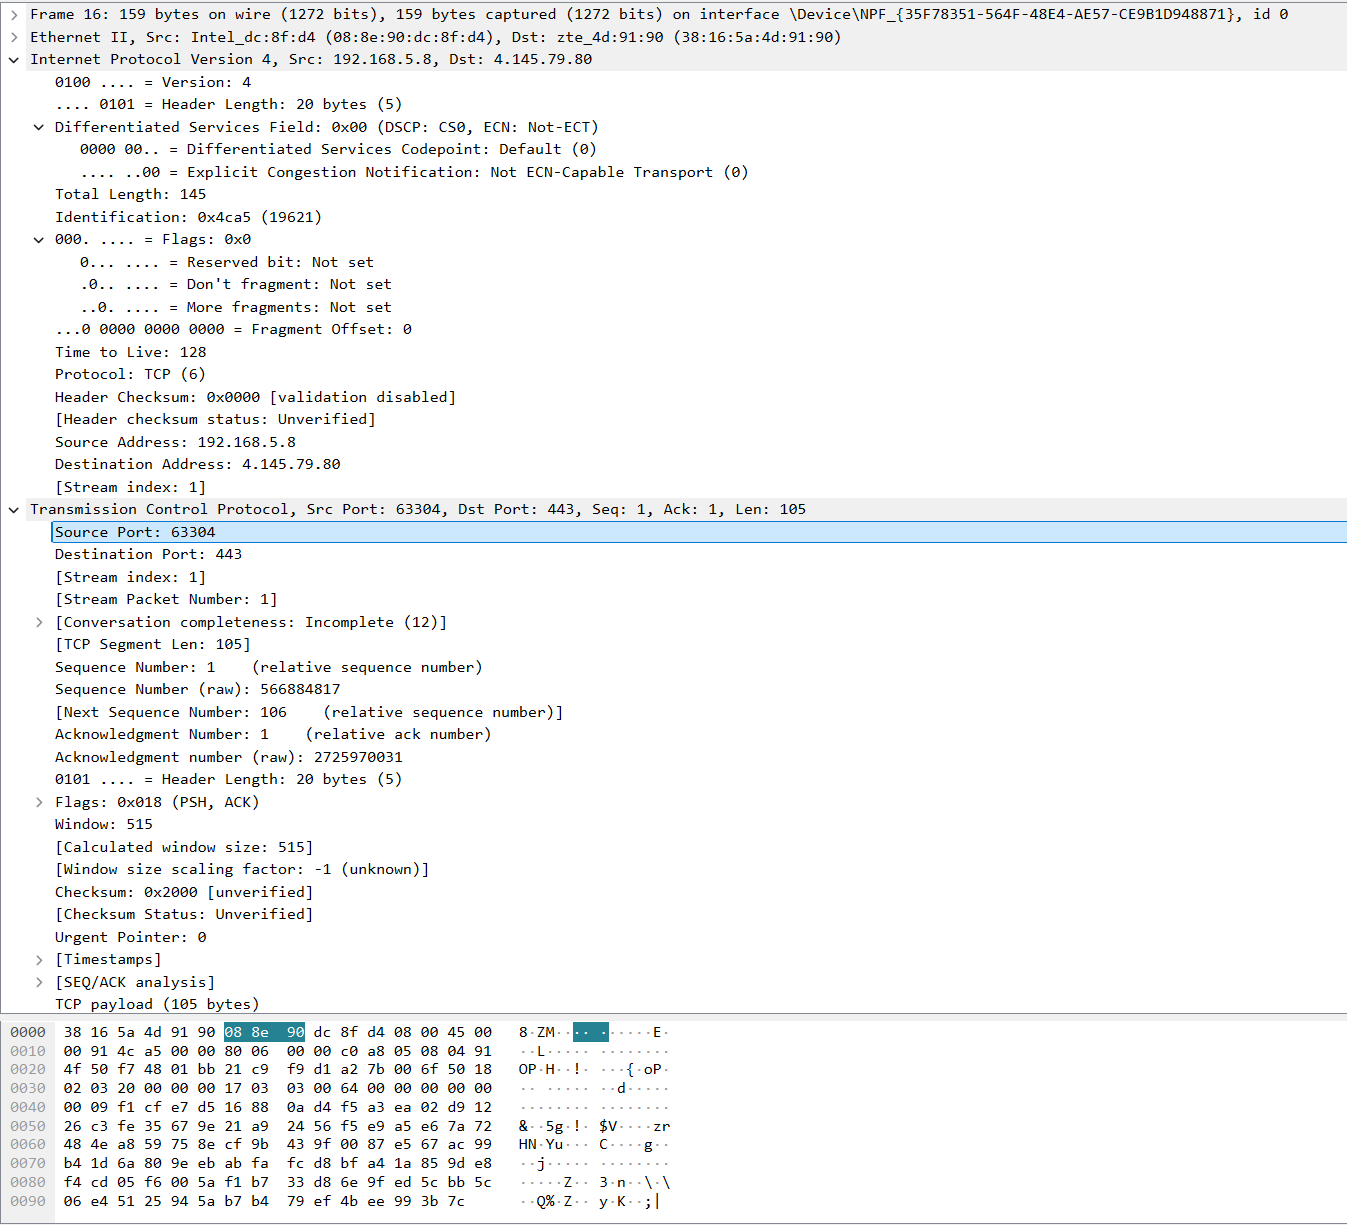 Frame 16: 159 bytes on wire (1272 bits), 159 bytes captured (1272 bits) on interface \Device\NPF_{35F78351-564F-48E4-AE57-CE9B1D948871}, id 0
Ethernet II, Src: Intel_dc:8f:d4 (08:8e:90:dc:8f:d4), Dst: zte_4d:91:90 (38:16:5a:4d:91:90)
Internet Protocol Version 4, Src: 192.168.5.8, Dst: 4.145.79.80
0100 .... = Version: 4
.... 0101 = Header Length: 20 bytes (5)
Differentiated Services Field: 0x00 (DSCP: CS0, ECN: Not-ECT)
0000 00.. = Differentiated Services Codepoint: Default (0)
.... ..00 = Explicit Congestion Notification: Not ECN-Capable Transport (0)
Total Length: 145
Identification: 0x4ca5 (19621)
000. .... = Flags: 0x0
0... .... = Reserved bit: Not set
.0.. .... = Don't fragment: Not set
..0. .... = More fragments: Not set
...0 0000 0000 0000 = Fragment Offset: 0
Time to Live: 128
Protocol: TCP (6)
Header Checksum: 0x0000 [validation disabled]
[Header checksum status: Unverified]
Source Address: 192.168.5.8
Destination Address: 4.145.79.80
[Stream index: 1]
Transmission Control Protocol, Src Port: 63304, Dst Port: 443, Seq: 1, Ack: 1, Len: 105
Source Port: 63304
Destination Port: 443
[Stream index: 1]
[Stream Packet Number: 1]
[Conversation completeness: Incomplete (12)]
[TCP Segment Len: 105]
Sequence Number: 1    (relative sequence number)
Sequence Number (raw): 566884817
[Next Sequence Number: 106    (relative sequence number)]
Acknowledgment Number: 1    (relative ack number)
Acknowledgment number (raw): 2725970031
0101 .... = Header Length: 20 bytes (5)
Flags: 0x018 (PSH, ACK)
Window: 515
[Calculated window size: 515]
[Window size scaling factor: -1 (unknown)]
Checksum: 0x2000 [unverified]
[Checksum Status: Unverified]
Urgent Pointer: 0
[Timestamps]
[SEQ/ACK analysis]
TCP payload (105 bytes)
0000 38 16 5a 4d 91 90 08 8e 90 dc 8f d4 08 00 45 00 8·ZM·· ·· ······E·
0010 00 91 4c a5 00 00 80 06 00 00 c0 a8 05 08 04 91 ··L····· ········
0020 4f 50 f7 48 01 bb 21 c9 f9 d1 a2 7b 00 6f 50 18 OP·H··!· ···{·oP·
0030 02 03 20 00 00 00 17 03 03 00 64 00 00 00 00 00 ·· ····· ··d·····
0040 00 09 f1 cf e7 d5 16 88 0a d4 f5 a3 ea 02 d9 12 ········ ········
0050 26 c3 fe 35 67 9e 21 a9 24 56 f5 e9 a5 e6 7a 72 &··5g·!· $V····zr
0060 48 4e a8 59 75 8e cf 9b 43 9f 00 87 e5 67 ac 99 HN·Yu··· C····g··
0070 b4 1d 6a 80 9e eb ab fa fc d8 bf a4 1a 85 9d e8 ··j····· ········
0080 f4 cd 05 f6 00 5a f1 b7 33 d8 6e 9f ed 5c bb 5c ·····Z·· 3·n··\·\
0090 06 e4 51 25 94 5a b7 b4 79 ef 4b ee 99 3b 7c ··Q%·Z·· y·K··;|